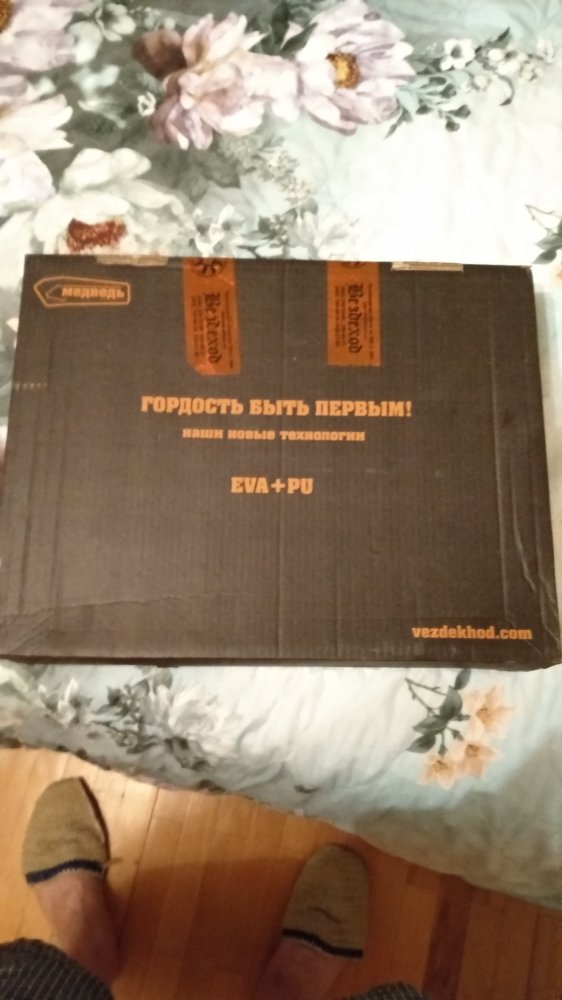 медведь
Вездеход
Вездеход
ГОРДОСТЬ БЫТЬ ПЕРВЫМ!
наши новые технологии
EVA+PU
vezdekhod.com